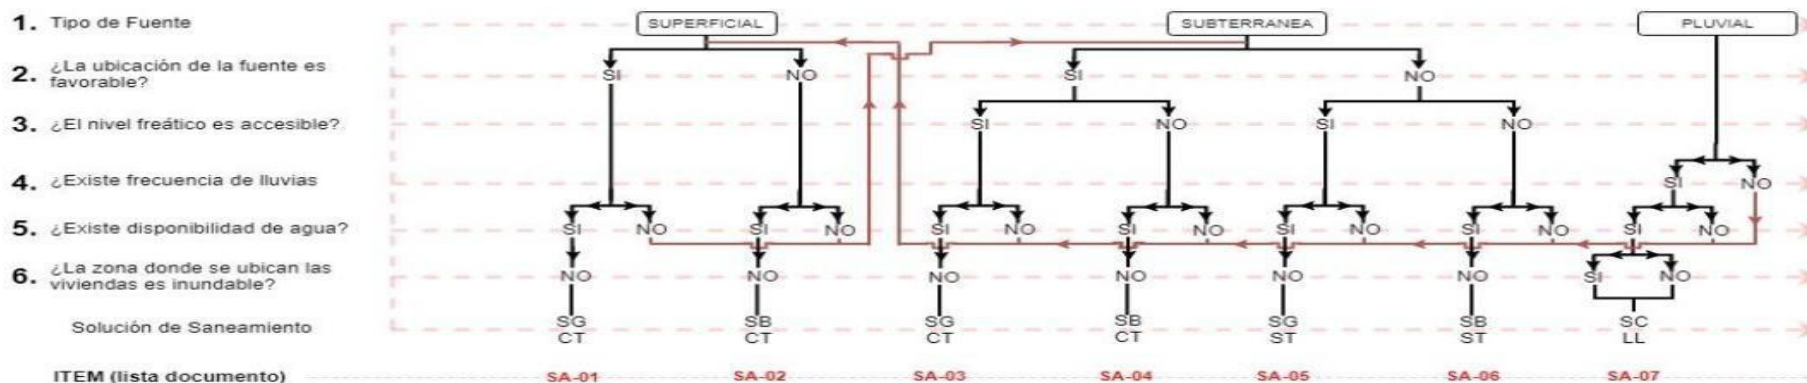 1. Tipo de Fuente SUPERFICIAL SUBTERRANEA PLUVIAL
2. ¿La ubicación de la fuente es favorable? SI NO SI NO
3. ¿El nivel freático es accesible? SI NO SI NO
4. ¿Existe frecuencia de lluvias SI NO
5. ¿Existe disponibilidad de agua? SI NO SI NO SI NO SI NO SI NO SI NO SI NO
6. ¿La zona donde se ubican las viviendas es inundable? NO NO NO NO NO NO SI NO
Solución de Saneamiento SG SB SG SB SG SB SC
CT CT CT CT ST ST LL
ITEM (lista documento) SA-01 SA-02 SA-03 SA-04 SA-05 SA-06 SA-07